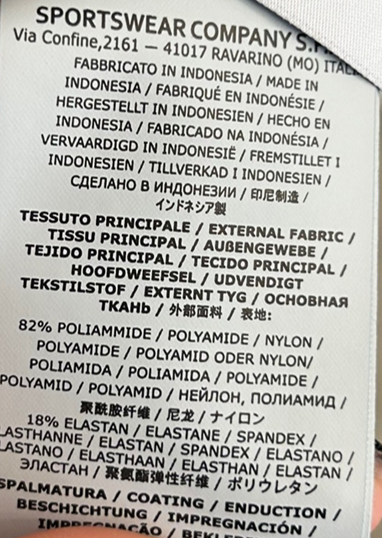 SPORTSWEAR COMPANY
Via Confine,2161 — 41017 RAVARINO (MO)
FABBRICATO IN INDONESIA / MADE IN
INDONESIA / FABRIQUÉ EN INDONÉSIE /
HERGESTELLT IN INDONESIEN / HECHO EN
INDONESIA / FABRICADO NA INDONÉSIA /
VERVAARDIGD IN INDONESIË / FREMSTILLET I
INDONESIEN / TILLVERKAD I INDONESIEN /
СДЕЛАНО В ИНДОНЕЗИИ / 印尼制造 /
インドネシア製
TESSUTO PRINCIPALE / EXTERNAL FABRIC /
TISSU PRINCIPAL / AUßENGEWEBE /
TEJIDO PRINCIPAL / TECIDO PRINCIPAL /
HOOFDWEEFSEL / UDVENDIGT
TEKSTILSTOF / EXTERNT TYG / ОСНОВНАЯ
ТКАНЬ / 外部面料 / 表地:
82% POLIAMMIDE / POLYAMIDE / NYLON /
POLYAMIDE / POLYAMID ODER NYLON/
POLIAMIDA / POLIAMIDA / POLYAMIDE /
POLYAMID / POLYAMID / НЕЙЛОН, ПОЛИАМИД /
聚酰胺纤维 / 尼龙 / ナイロン
18% ELASTAN / ELASTANE / SPANDEX /
LASTHANNE / ELASTAN / SPANDEX / ELASTANO /
LASTANO / ELASTHAAN / ELASTHAN / ELASTAN /
ЭЛАСТАН / 聚氨酯弹性纤维 / ポリウレタン
SPALMATURA / COATING / ENDUCTION /
BESCHICHTUNG / IMPREGNACIÓN /